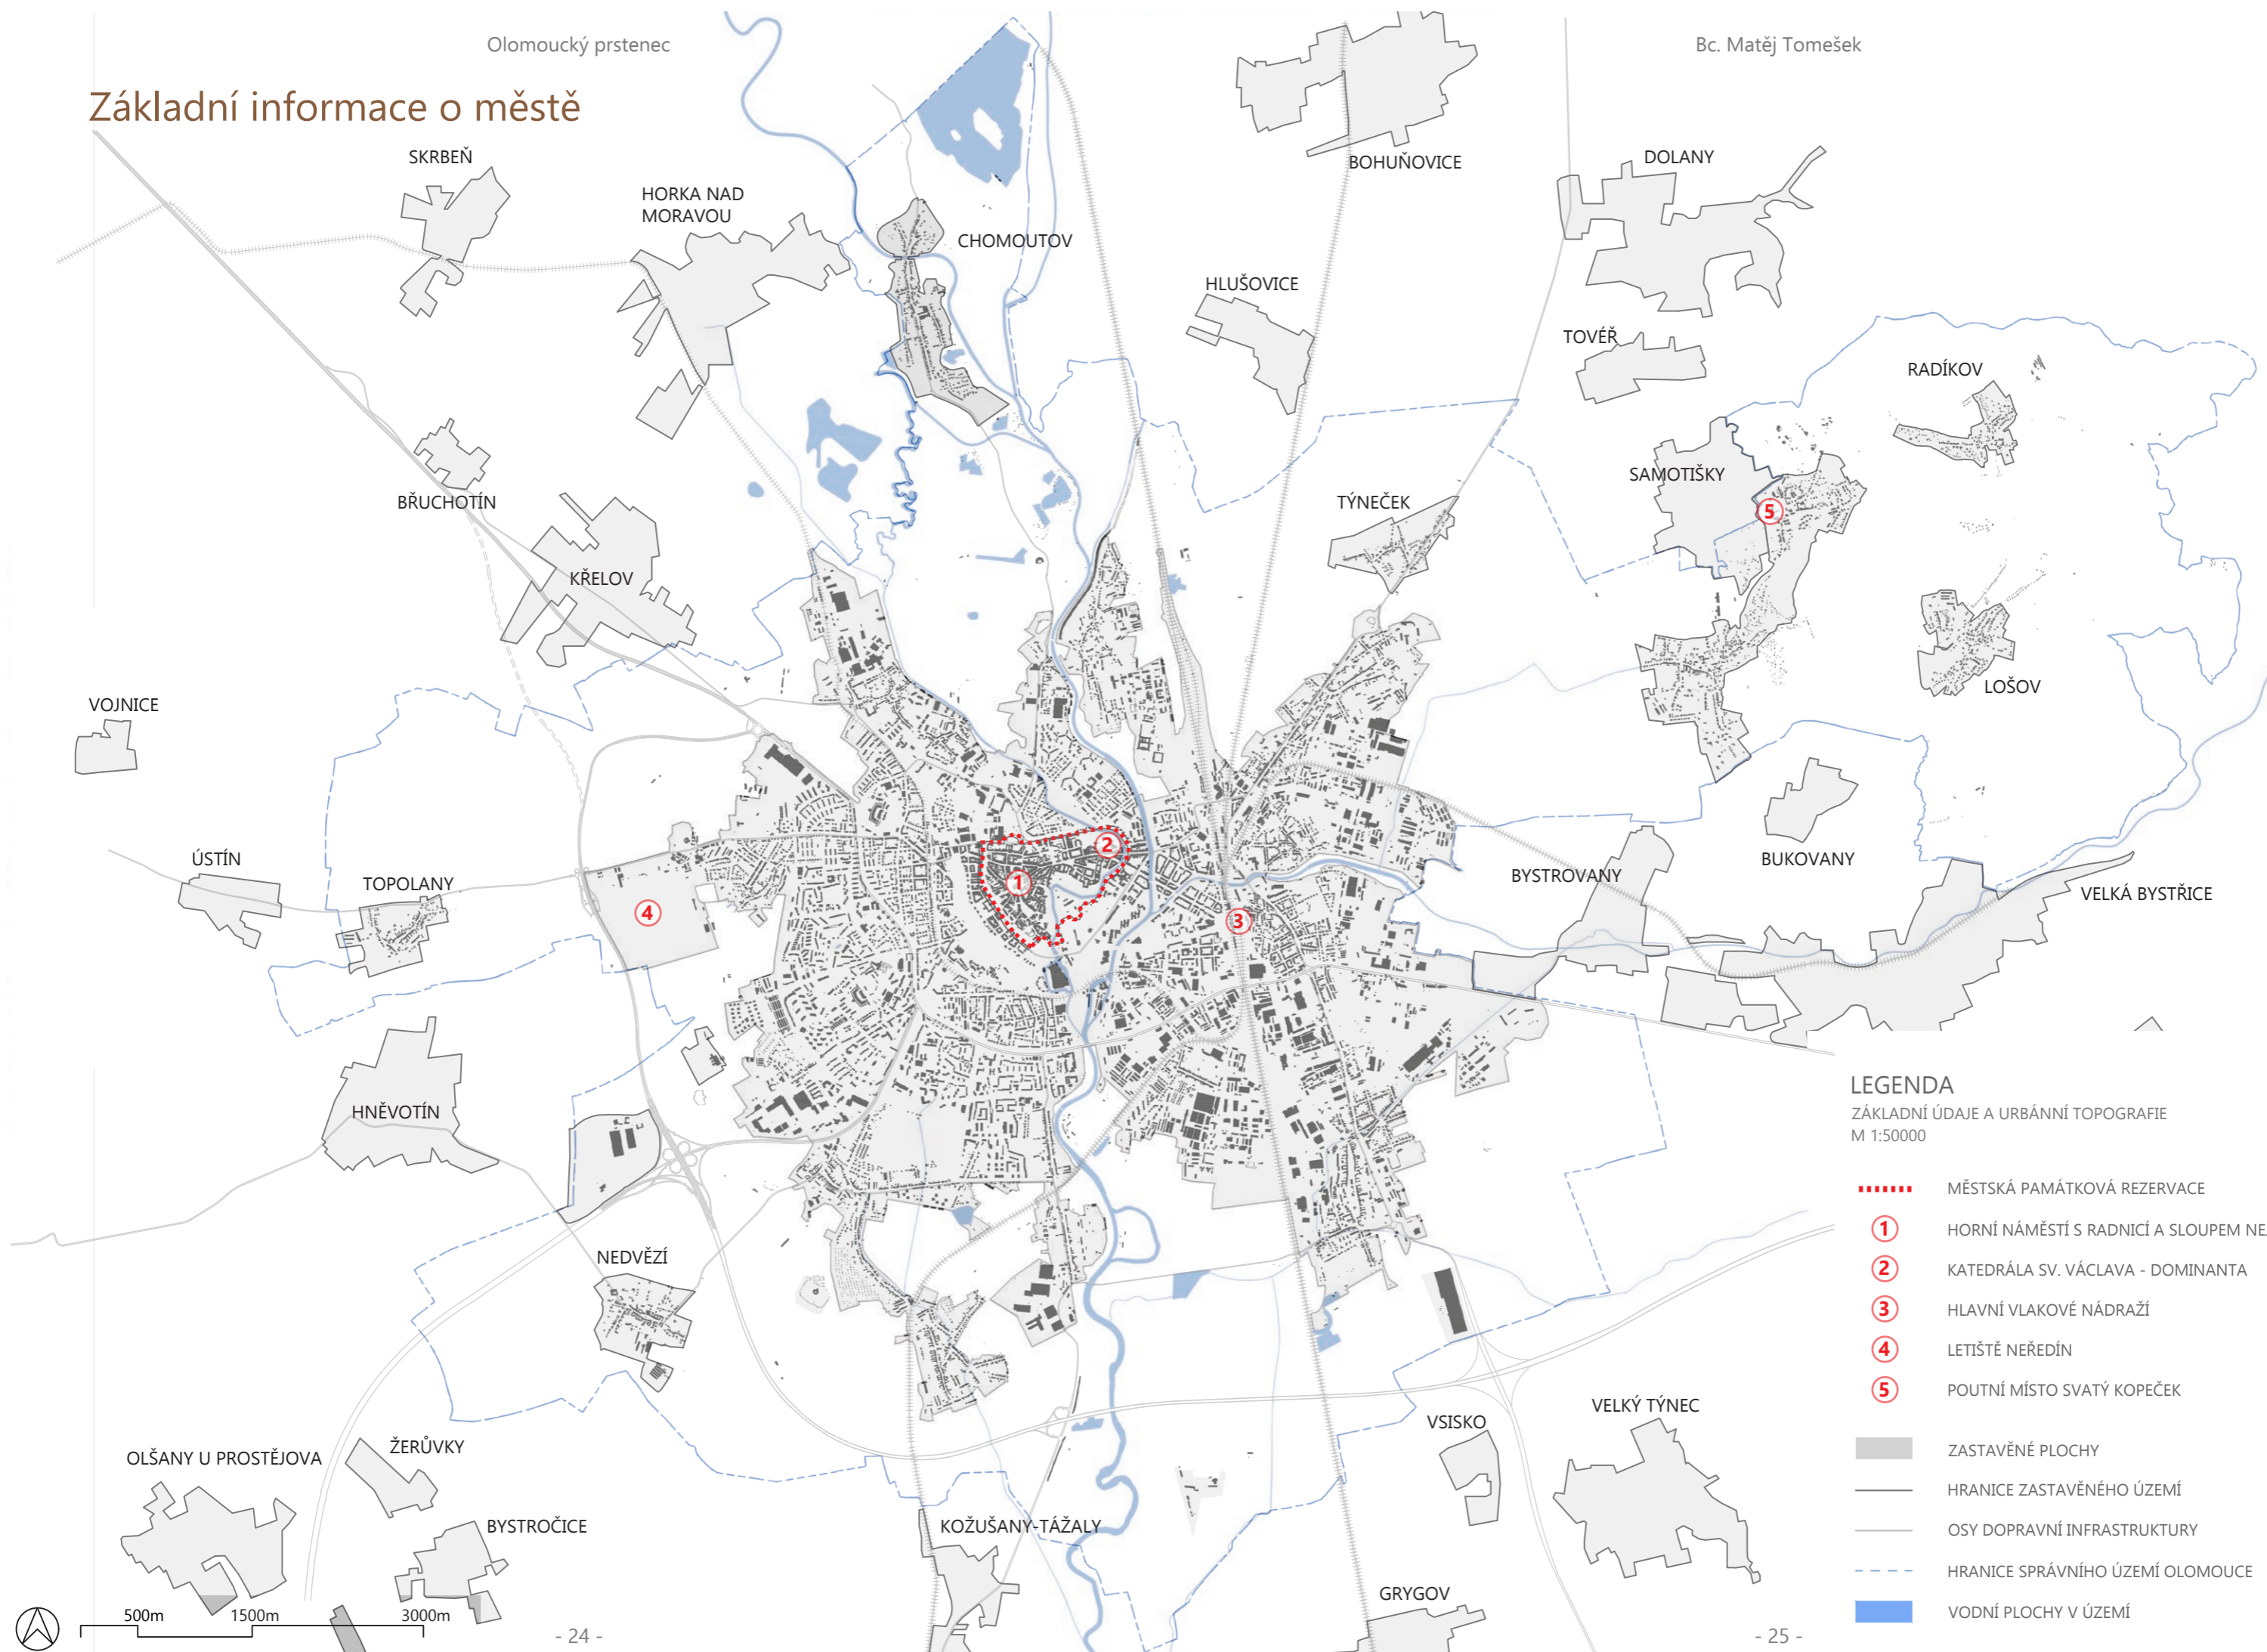 Olomoucký prstenec
Bc. Matěj Tomešek
Základní informace o městě
SKRBEŇ
HORKA NAD
MORAVOU
CHOMOUTOV
BOHUŇOVICE
DOLANY
HLUŠOVICE
TOVÉŘ
RADÍKOV
SAMOTIŠKY
BŘUCHOTÍN
TÝNEČEK
5
KŘELOV
LOŠOV
VOJNICE
ÚSTÍN
TOPOLANY
2
1
4
3
BYSTROVANY
BUKOVANY
VELKÁ BYSTŘICE
HNĚVOTÍN
NEDVĚZÍ
OLŠANY U PROSTĚJOVA
ŽERŮVKY
BYSTROČICE
KOŽUŠANY-TÁŽALY
VSISKO
VELKÝ TÝNEC
GRYGOV
LEGENDA
ZÁKLADNÍ ÚDAJE A URBÁNNÍ TOPOGRAFIE
M 1:50000
MĚSTSKÁ PAMÁTKOVÁ REZERVACE
1 HORNÍ NÁMĚSTÍ S RADNICÍ A SLOUPEM
2 KATEDRÁLA SV. VÁCLAVA - DOMINANTA
3 HLAVNÍ VLAKOVÉ NÁDRAŽÍ
4 LETIŠTĚ NEŘEDÍN
5 POUTNÍ MÍSTO SVATÝ KOPEČEK
ZASTAVĚNÉ PLOCHY
HRANICE ZASTAVĚNÉHO ÚZEMÍ
OSY DOPRAVNÍ INFRASTRUKTURY
HRANICE SPRÁVNÍHO ÚZEMÍ OLOMOUCE
VODNÍ PLOCHY V ÚZEMÍ
500m 1500m 3000m
- 24 -
- 25 -